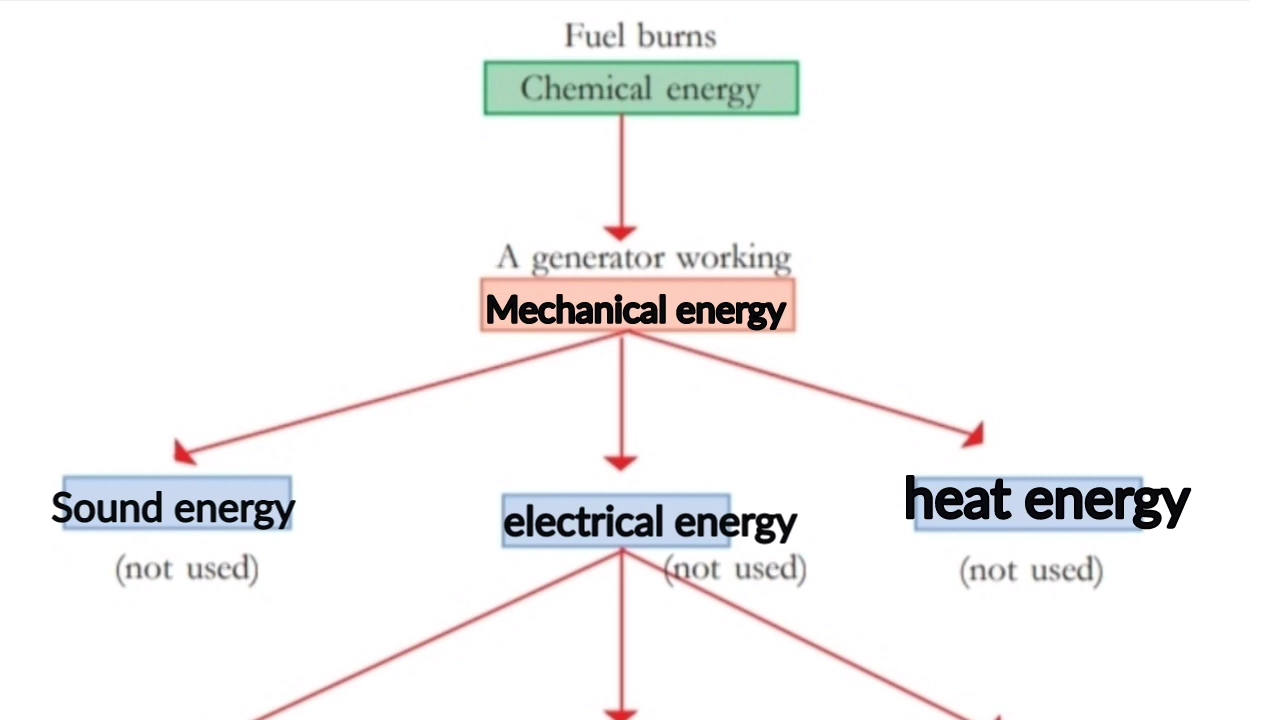 Fuel burns
Chemical energy
A generator working
Mechanical energy
Sound energy
electrical energy
heat energy
(not used)
(not used)
(not used)